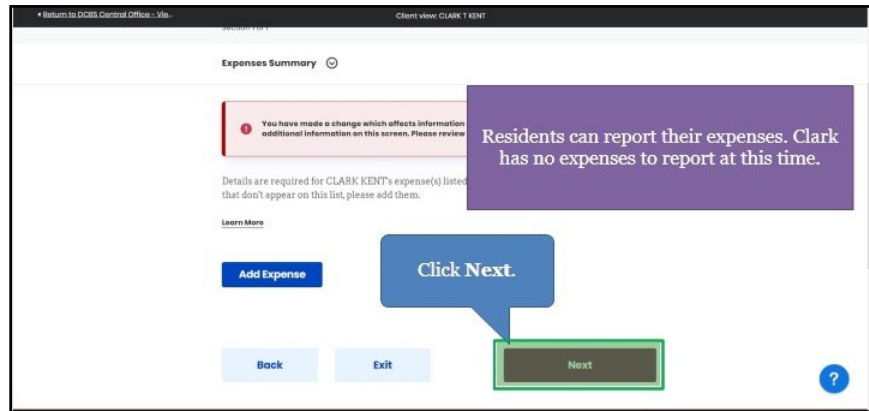 Return to DCBS Central Office - Vie..
Client view: CLARK T KENT
Expenses Summary
You have made a change which affects information
additional information on this screen. Please review
Residents can report their expenses. Clark
has no expenses to report at this time.
Details are required for CLARK KENT's expense(s) listed
that don't appear on this list, please add them.
Learn More
Add Expense
Click Next.
Back
Exit
Next
?